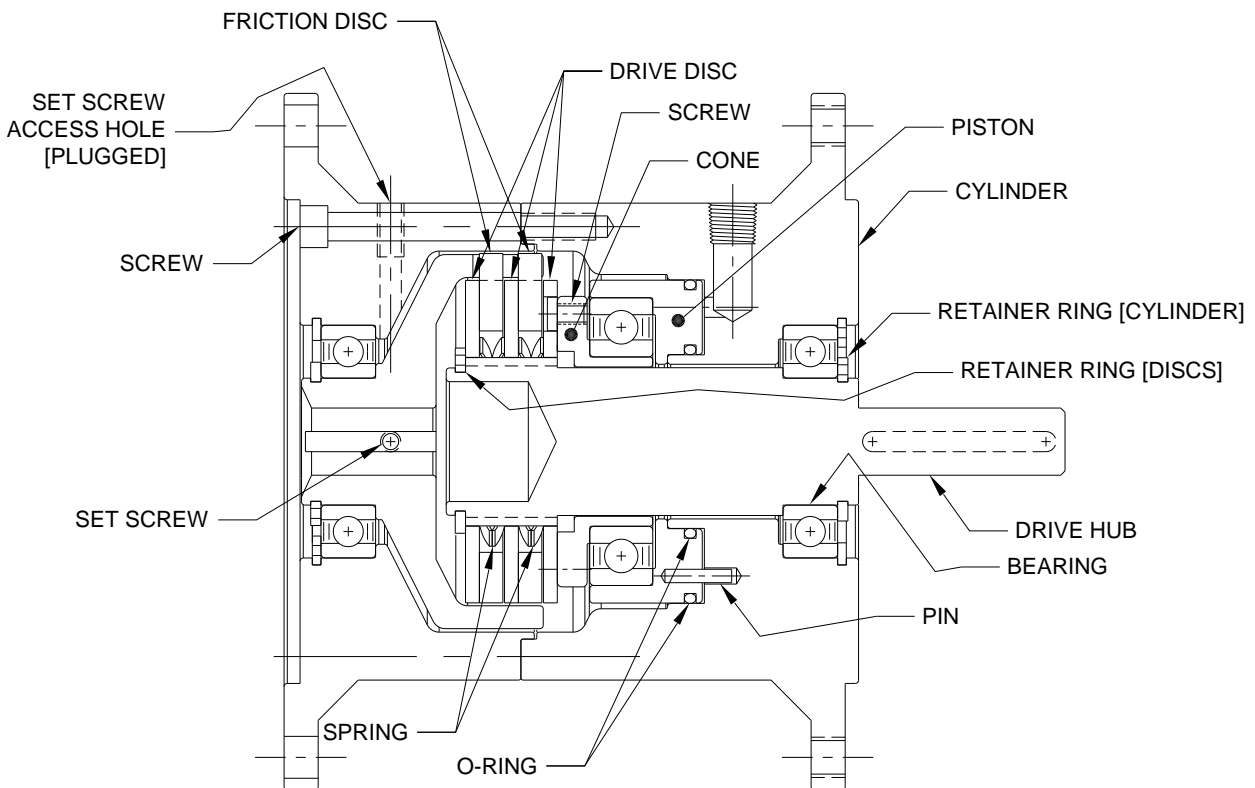 FRICTION DISC
DRIVE DISC
SET SCREW
ACCESS HOLE
[PLUGGED]
SCREW
PISTON
CONE
CYLINDER
SCREW
RETAINER RING [CYLINDER]
RETAINER RING [DISCS]
SET SCREW
DRIVE HUB
BEARING
PIN
SPRING
O-RING